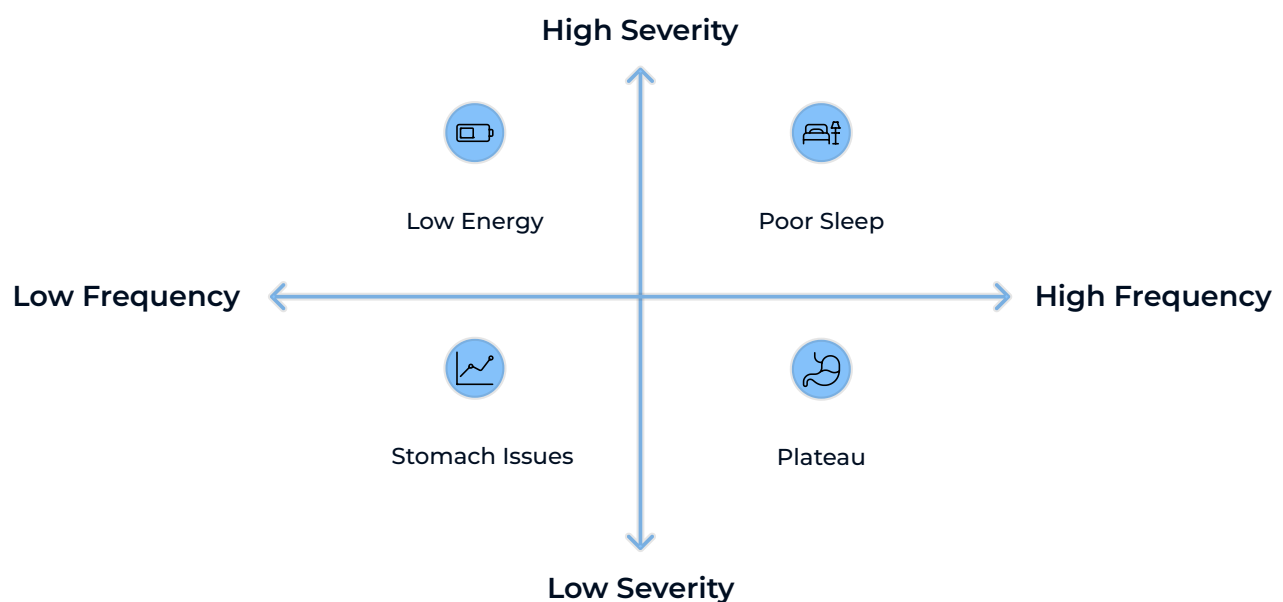 High Severity
Low Energy
Poor Sleep
Low Frequency
High Frequency
Stomach Issues
Plateau
Low Severity